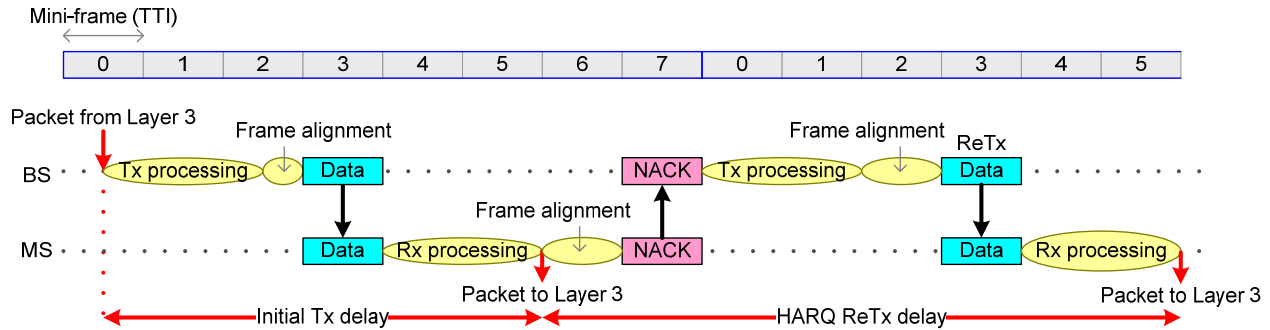 Mini-frame (TTI)
0 1 2 3 4 5 6 7 0 1 2 3 4 5
Packet from Layer 3
Frame alignment
Frame alignment
ReTx
BS
Tx processing
Data
NACK
Tx processing
Data
Frame alignment
MS
Data
Rx processing
NACK
Data
Rx processing
Packet to Layer 3
Packet to Layer 3
Initial Tx delay
HARQ ReTx delay